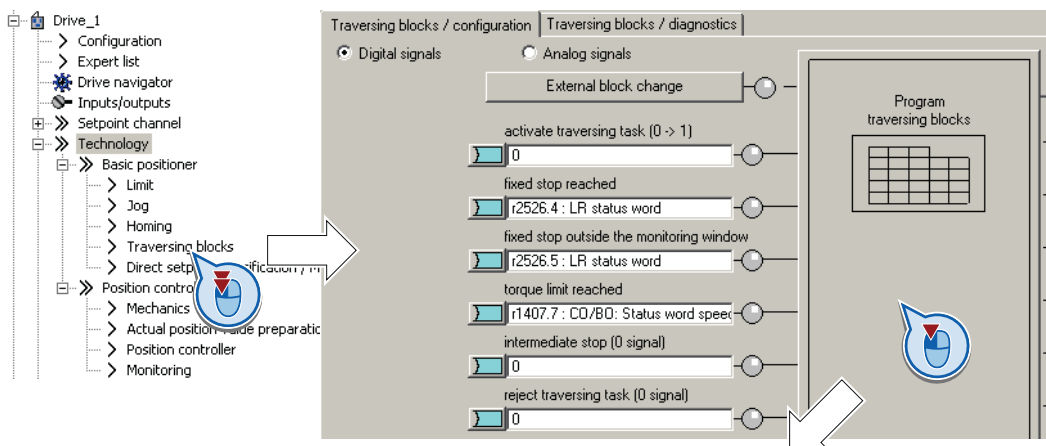 Drive_1
Configuration
Expert list
Drive navigator
Inputs/outputs
Setpoint channel
Technology
Basic positioner
Limit
Jog
Homing
Traversing blocks
Direct
Position
Mechanics
Actual position
Position controller
Monitoring
Traversing blocks / configuration
Traversing blocks / diagnostics
Digital signals
Analog signals
External block change
activate traversing task (0 -> 1)
0
fixed stop reached
r2526.4 : LR status word
fixed stop outside the monitoring window
r2526.5 : LR status word
torque limit reached
r1407.7 : CO/BO: Status word
intermediate stop (0 signal)
0
reject traversing task (0 signal)
0
Program
traversing blocks